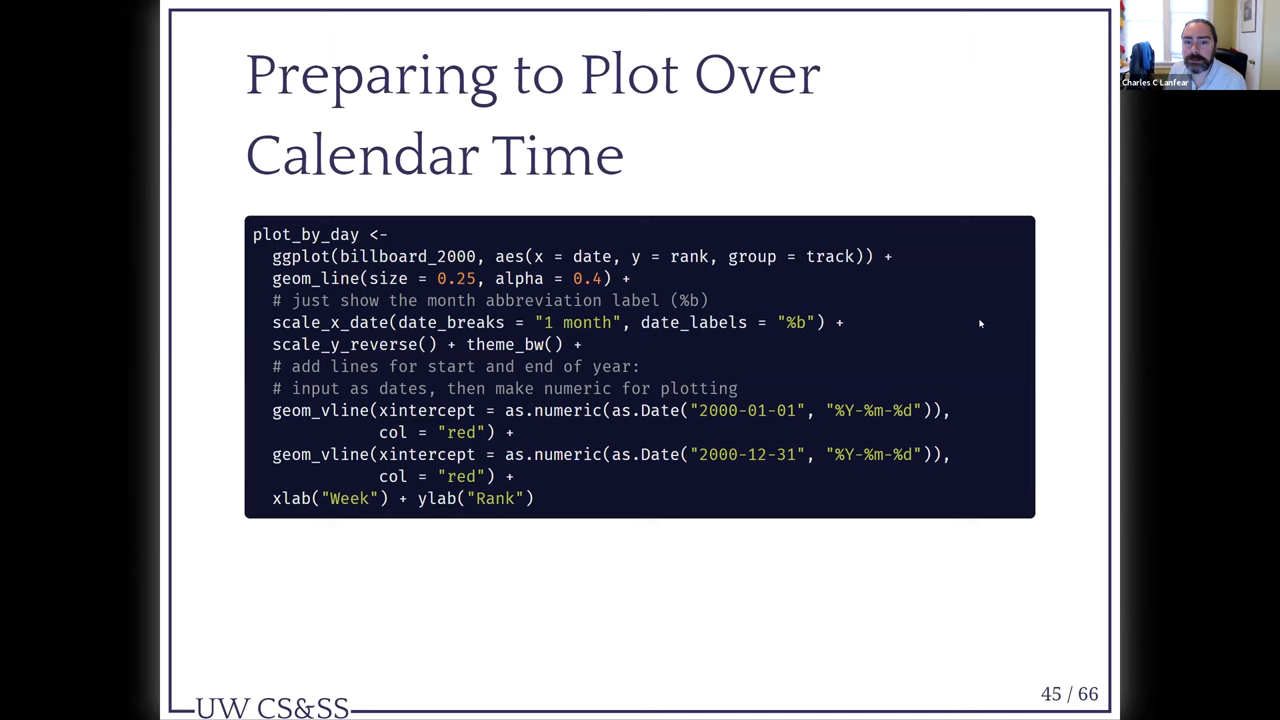 Preparing to Plot Over
Calendar Time
plot_by_day <-
  ggplot(billboard_2000, aes(x = date, y = rank, group = track)) +
  geom_line(size = 0.25, alpha = 0.4) +
  # just show the month abbreviation label (%b)
  scale_x_date(date_breaks = "1 month", date_labels = "%b") +
  scale_y_reverse() + theme_bw() +
  # add lines for start and end of year:
  # input as dates, then make numeric for plotting
  geom_vline(xintercept = as.numeric(as.Date("2000-01-01", "%Y-%m-%d")),
             col = "red") +
  geom_vline(xintercept = as.numeric(as.Date("2000-12-31", "%Y-%m-%d")),
             col = "red") +
  xlab("Week") + ylab("Rank")
UW CS&SS
45 / 66
Charles C Lanfear